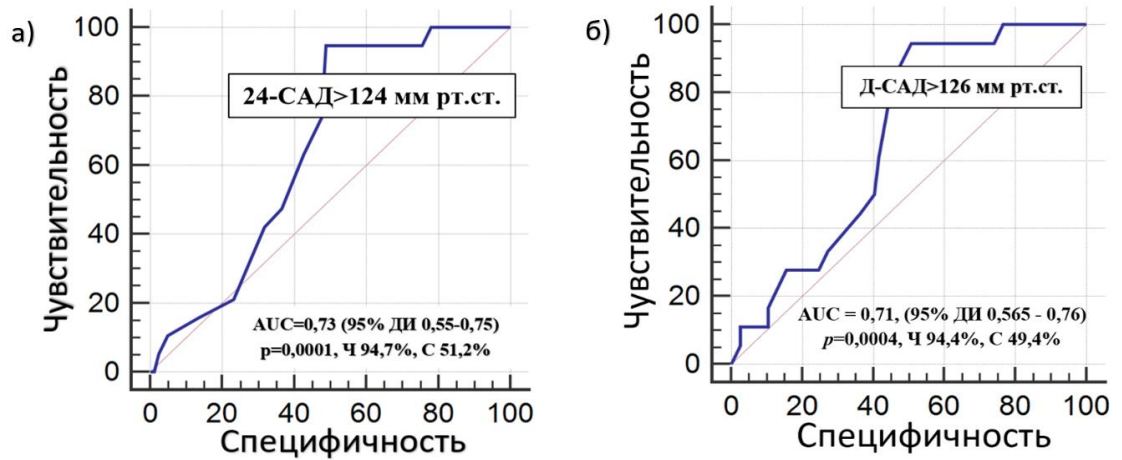 а)
Чувствительность
100
80
60
40
20
0
24-САД>124 мм рт.ст.
AUC=0,73 (95% ДИ 0,55-0,75)
p=0,0001, Ч 94,7%, С 51,2%
0 20 40 60 80 100
Специфичность
б)
Чувствительность
100
80
60
40
20
0
Д-САД>126 мм рт.ст.
AUC = 0,71, (95% ДИ 0,565 - 0,76)
p=0,0004, Ч 94,4%, С 49,4%
0 20 40 60 80 100
Специфичность